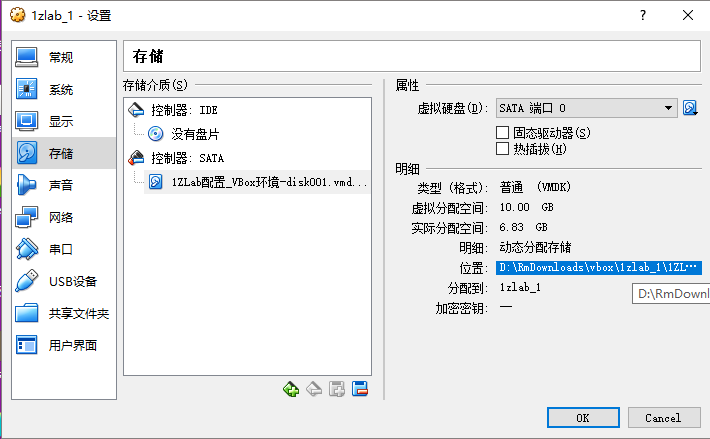 1zlab_1 - 设置
常规
系统
显示
存储
声音
网络
串口
USB设备
共享文件夹
用户界面
存储
存储介质(S)
控制器: IDE
没有盘片
控制器: SATA
1ZLab配置_VBox环境-disk001.vmd...
属性
虚拟硬盘(D): SATA 端口 0
固态驱动器(S)
热插拔(H)
明细
类型 (格式): 普通 (VMDK)
虚拟分配空间: 10.00 GB
实际分配空间: 6.83 GB
明细: 动态分配存储
位置: D:\RmDownloads\vbox\1zlab_1\1ZL...
分配到: 1zlab_1
D:\RmDownl
加密密钥: —
OK
Cancel